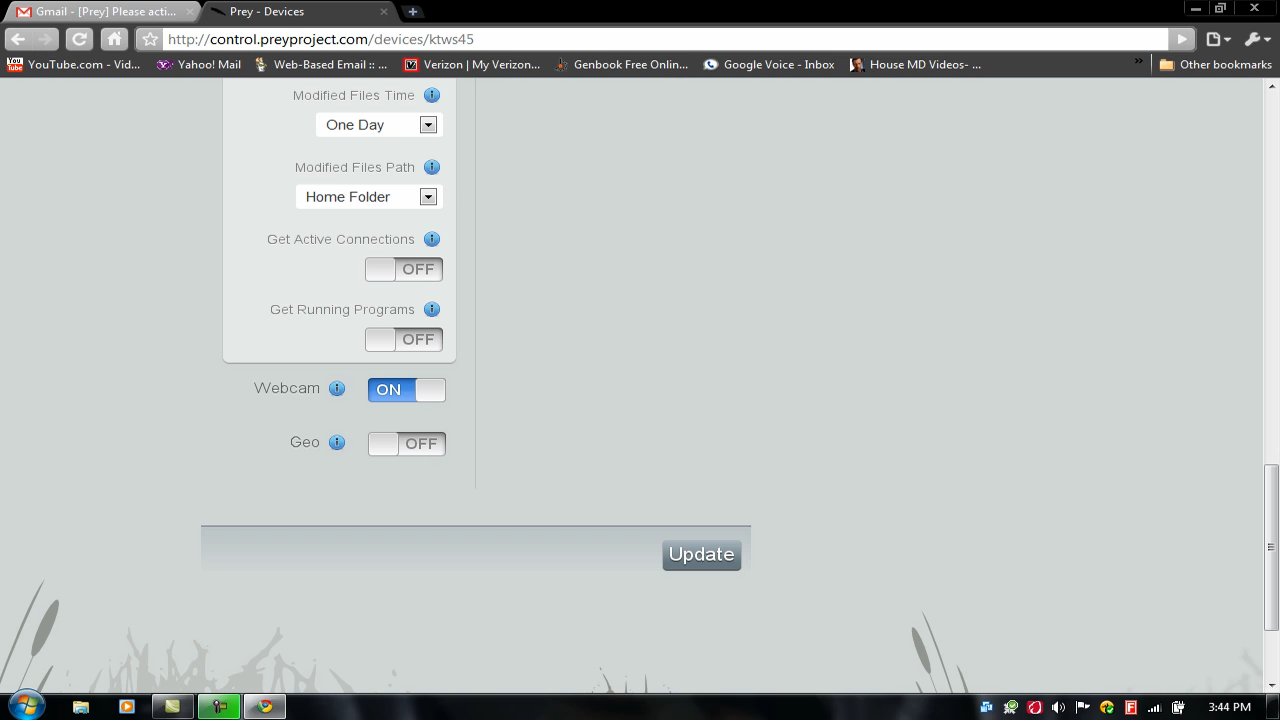 Gmail - [Prey] Please acti...
Prey - Devices
http://control.preyproject.com/devices/ktws45
YouTube.com - Vid...
Yahoo! Mail
Web-Based Email :: ...
Verizon | My Verizon...
Genbook Free Onlin...
Google Voice - Inbox
House MD Videos- ...
»
Other bookmarks
Modified Files Time
One Day
Modified Files Path
Home Folder
Get Active Connections
OFF
Get Running Programs
OFF
Webcam
ON
Geo
OFF
Update
3:44 PM